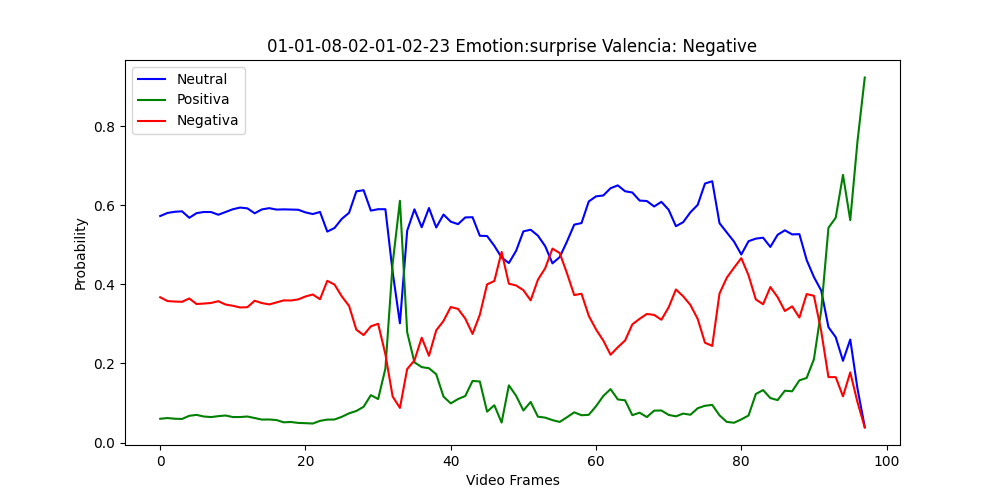 01-01-08-02-01-02-23 Emotion:surprise Valencia: Negative
Neutral
Positiva
Negativa
Probability
0.8
0.6
0.4
0.2
0.0
0 20 40 60 80 100
Video Frames